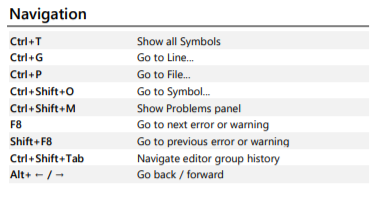 Navigation
Ctrl+T Show all Symbols
Ctrl+G Go to Line...
Ctrl+P Go to File...
Ctrl+Shift+O Go to Symbol...
Ctrl+Shift+M Show Problems panel
F8 Go to next error or warning
Shift+F8 Go to previous error or warning
Ctrl+Shift+Tab Navigate editor group history
Alt+ ← / → Go back / forward